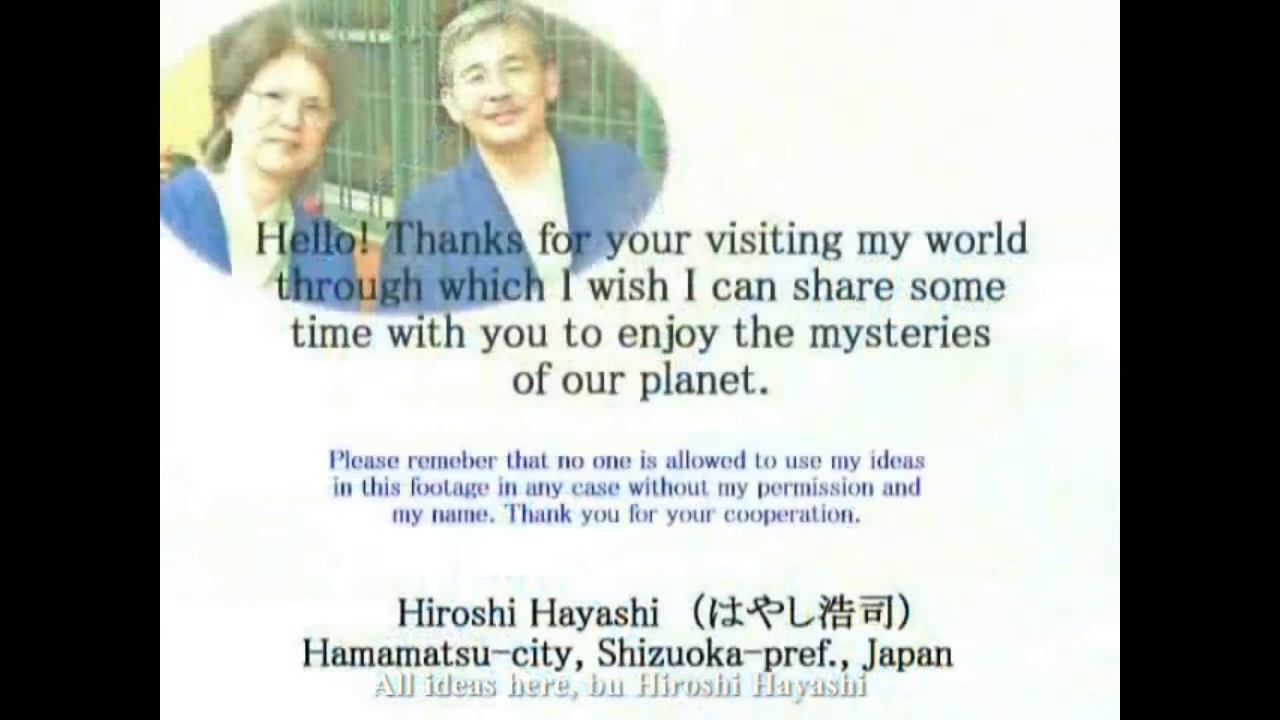 Hello! Thanks for your visiting my world
through which I wish I can share some
time with you to enjoy the mysteries
of our planet.
Please remeber that no one is allowed to use my ideas
in this footage in any case without my permission and
my name. Thank you for your cooperation.
Hiroshi Hayashi （はやし浩司）
Hamamatsu-city, Shizuoka-pref., Japan
All ideas here, bu Hiroshi Hayashi